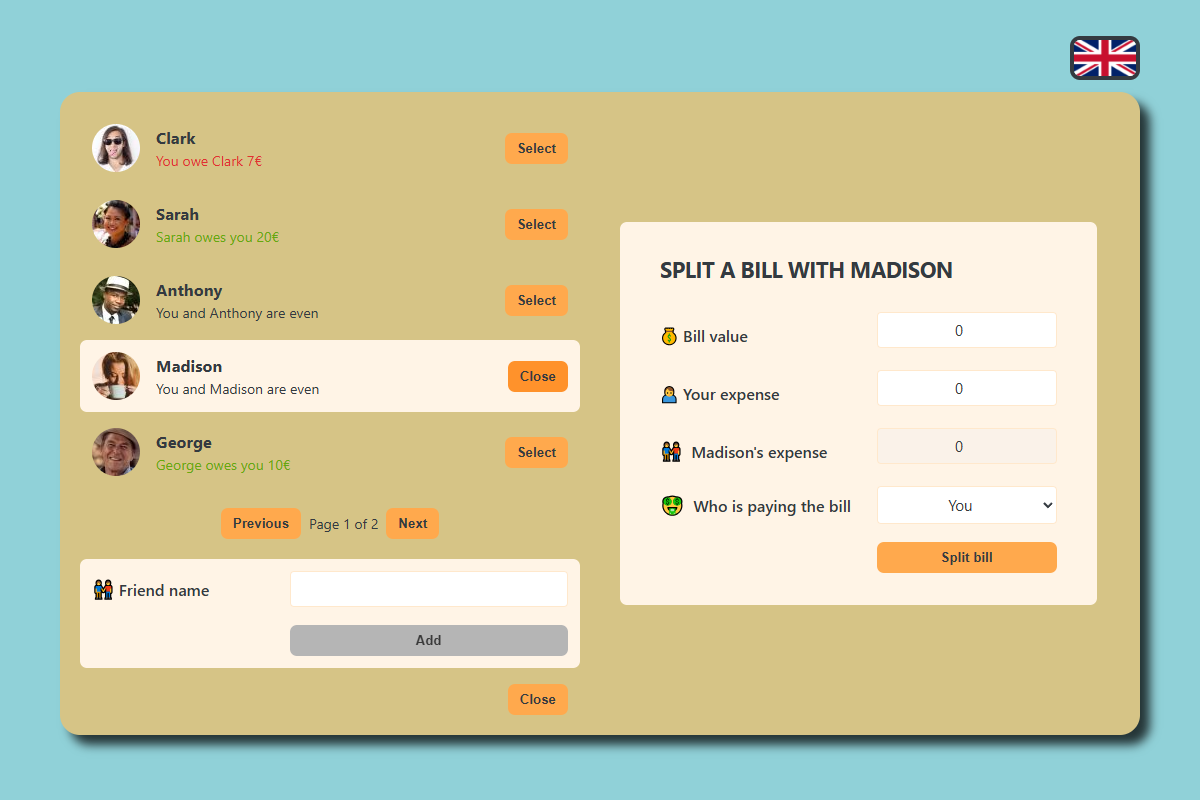 Clark
You owe Clark 7€
Select
Sarah
Sarah owes you 20€
Select
Anthony
You and Anthony are even
Select
Madison
You and Madison are even
Close
George
George owes you 10€
Select
Previous Page 1 of 2 Next
Friend name
Add
Close
SPLIT A BILL WITH MADISON
Bill value 0
Your expense 0
Madison's expense 0
Who is paying the bill You
Split bill